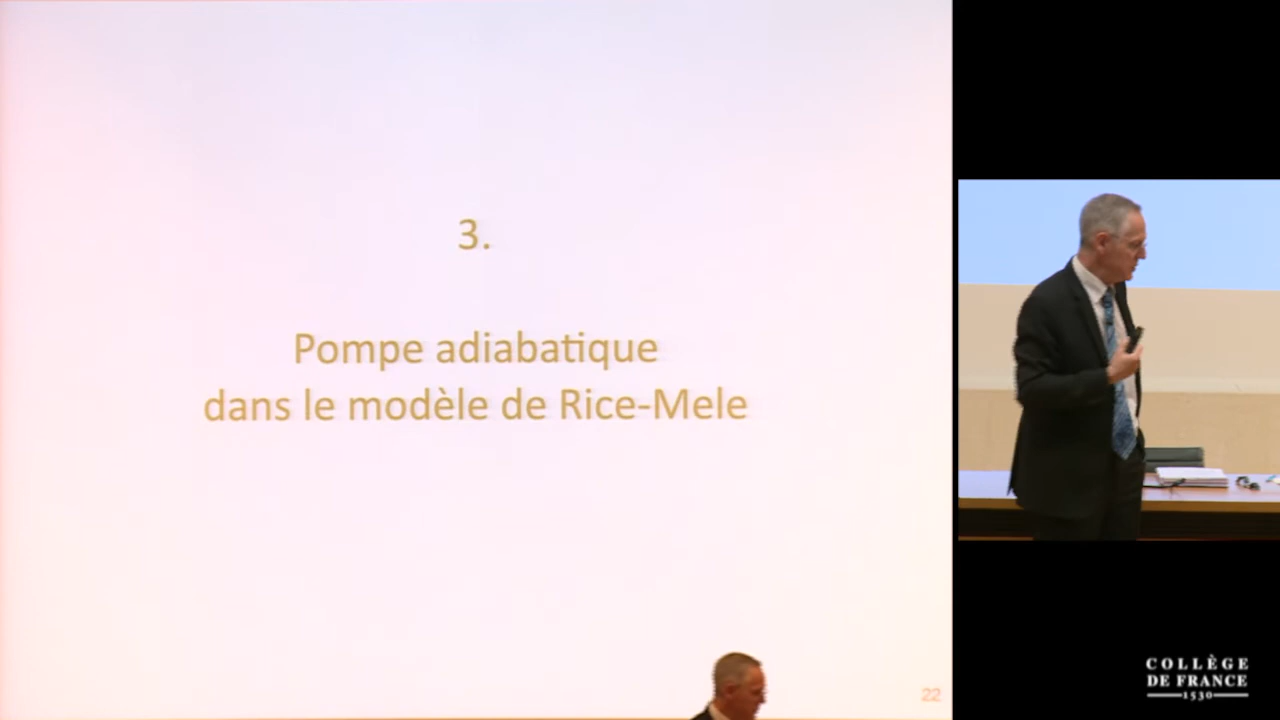 3.
Pompe adiabatique
dans le modèle de Rice-Mele
22
COLLÈGE
DE FRANCE
1530